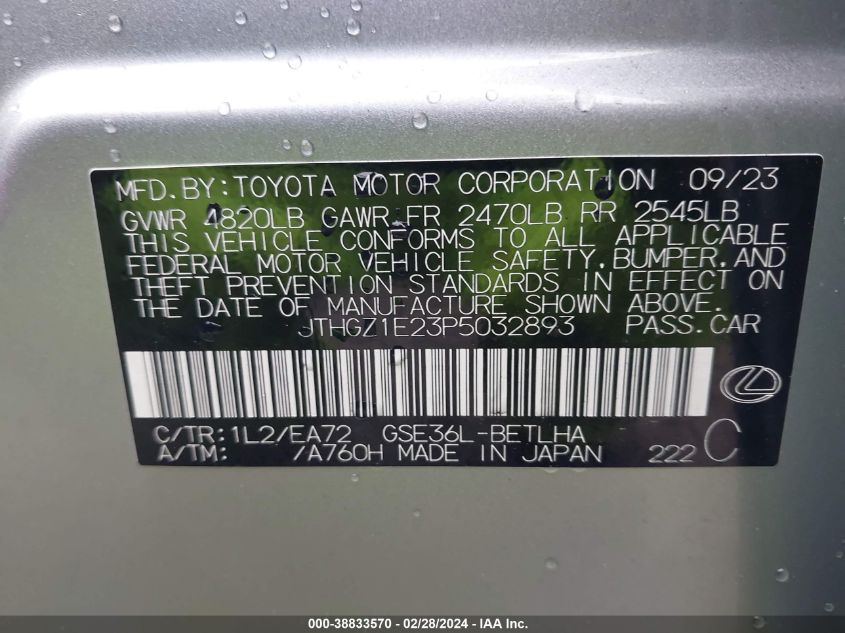 MFD.BY:TOYOTA MOTOR CORPORATION 09/23
GVWR 4820LB GAWR FR 2470LB RR 2545LB
THIS VEHICLE CONFORMS TO ALL APPLICABLE
FEDERAL MOTOR VEHICLE SAFETY,BUMPER,AND
THEFT PREVENTION STANDARDS IN EFFECT ON
THE DATE OF MANUFACTURE SHOWN ABOVE.
JTHGZ1E23P5032893 PASS.CAR
C/TR:1L2/EA72 GSE36L-BETLHA
A/TM: /A760H MADE IN JAPAN 222 C
000-38833570 - 02/28/2024 - IAA Inc.